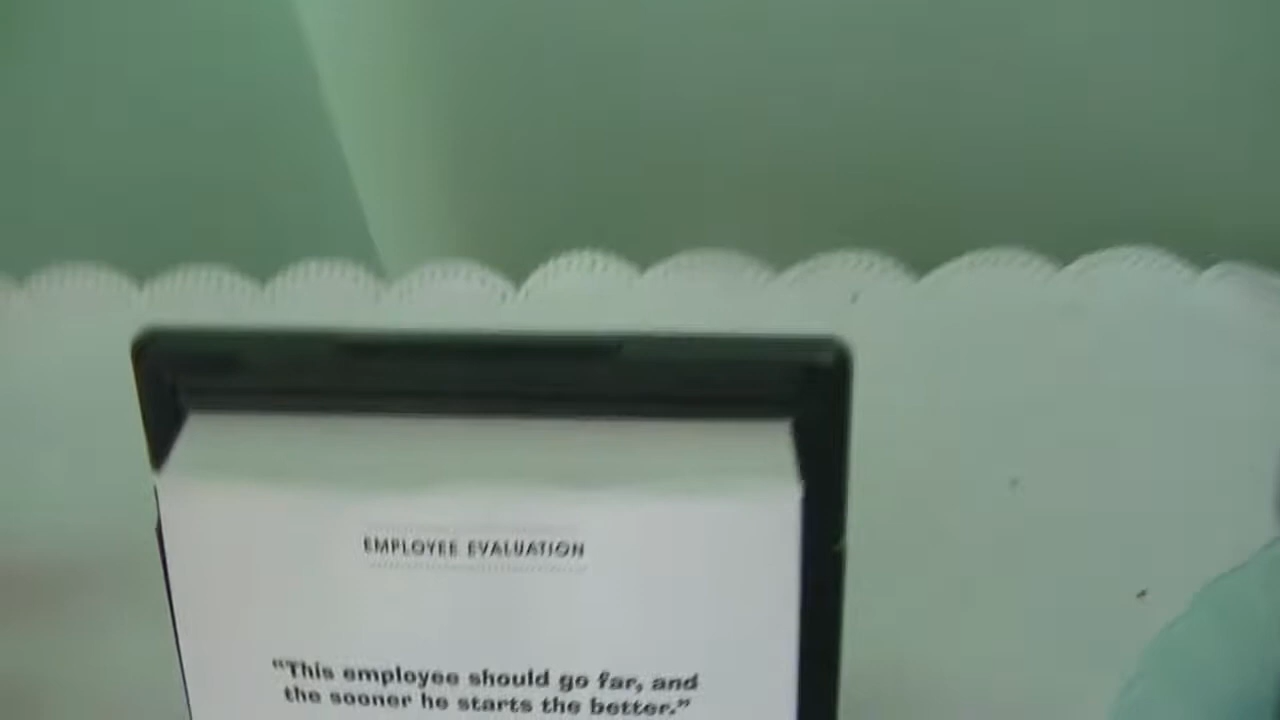 EMPLOYEE EVALUATION
“This employee should go far, and
the sooner he starts the better.”